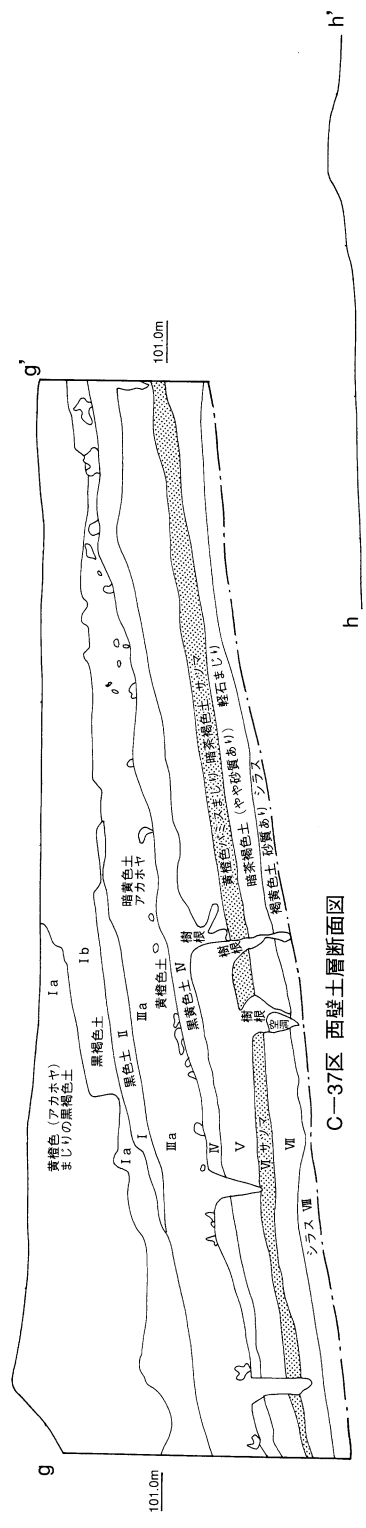 g
g'
h
h'
101.0m
101.0m
黄橙色(アカホヤ)
まじりの黒褐色土
Ⅰa
Ⅰb
黒褐色土
黒色土 Ⅱ
Ⅰa
Ⅰ
Ⅲa
暗黄色土
アカホヤ
黄橙色土
Ⅲa
黒黄色土 Ⅳ
樹根
樹根
樹根
Ⅳ
Ⅴ
Ⅵ サツマ
Ⅶ
シラス Ⅷ
黄橙色パミスまじり 暗茶褐色土 サツマ
軽石まじり
暗茶褐色土(やや砂質あり)
褐黄色土 砂質あり シラス
C-37区 西壁土層断面図